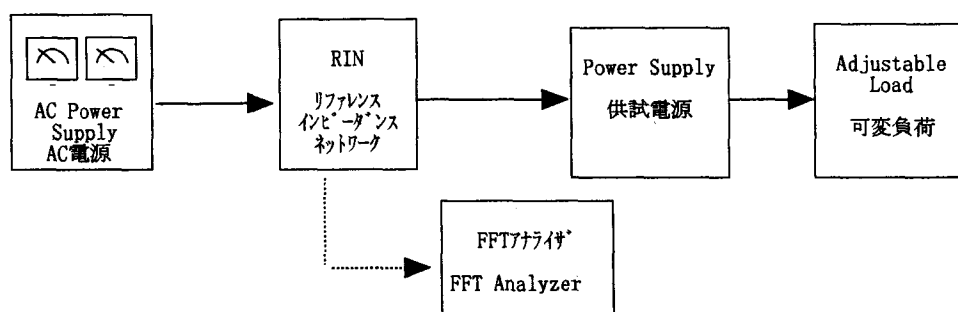 AC Power
Supply
AC電源
RIN
リファレンス
インピーダンス
ネットワーク
Power Supply
供試電源
Adjustable
Load
可変負荷
FFTアナライザ
FFT Analyzer